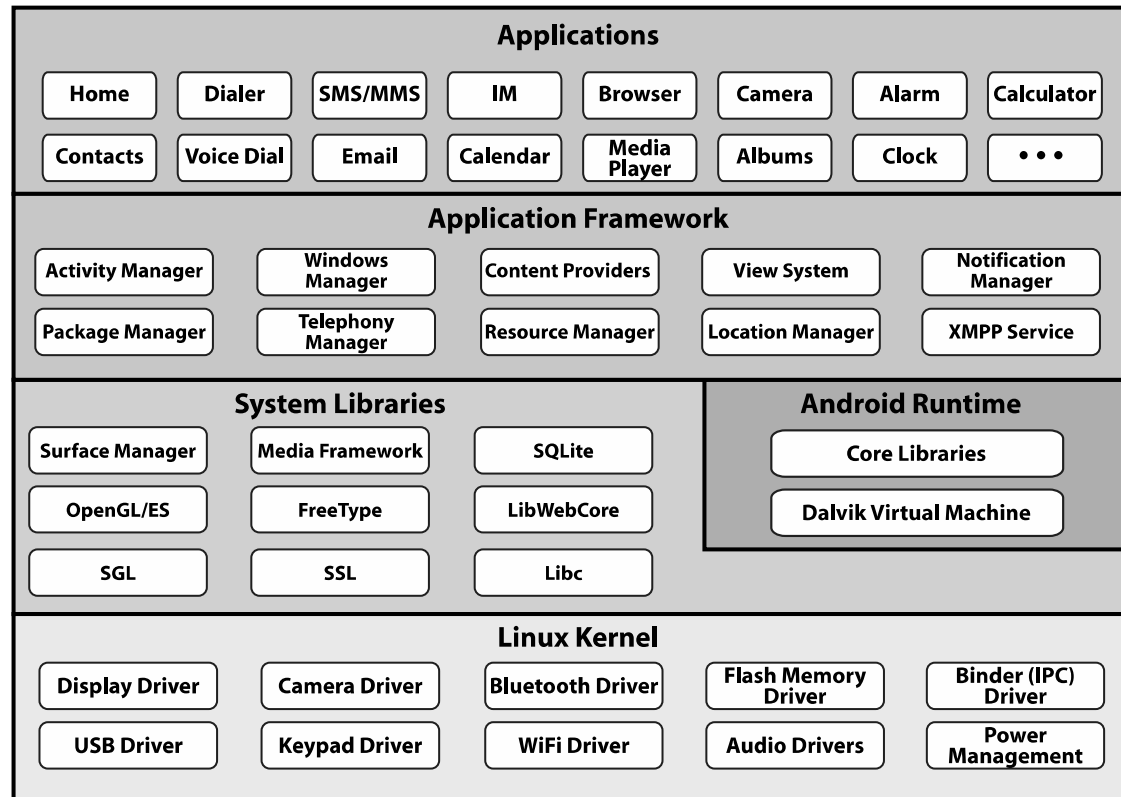 Applications
Home
Dialer
SMS/MMS
IM
Browser
Camera
Alarm
Calculator
Contacts
Voice Dial
Email
Calendar
Media
Player
Albums
Clock
•••
Application Framework
Activity Manager
Windows
Manager
Content Providers
View System
Notification
Manager
Package Manager
Telephony
Manager
Resource Manager
Location Manager
XMPP Service
System Libraries
Surface Manager
Media Framework
SQLite
OpenGL/ES
FreeType
LibWebCore
SGL
SSL
Libc
Android Runtime
Core Libraries
Dalvik Virtual Machine
Linux Kernel
Display Driver
Camera Driver
Bluetooth Driver
Flash Memory
Driver
Binder (IPC)
Driver
USB Driver
Keypad Driver
WiFi Driver
Audio Drivers
Power
Management